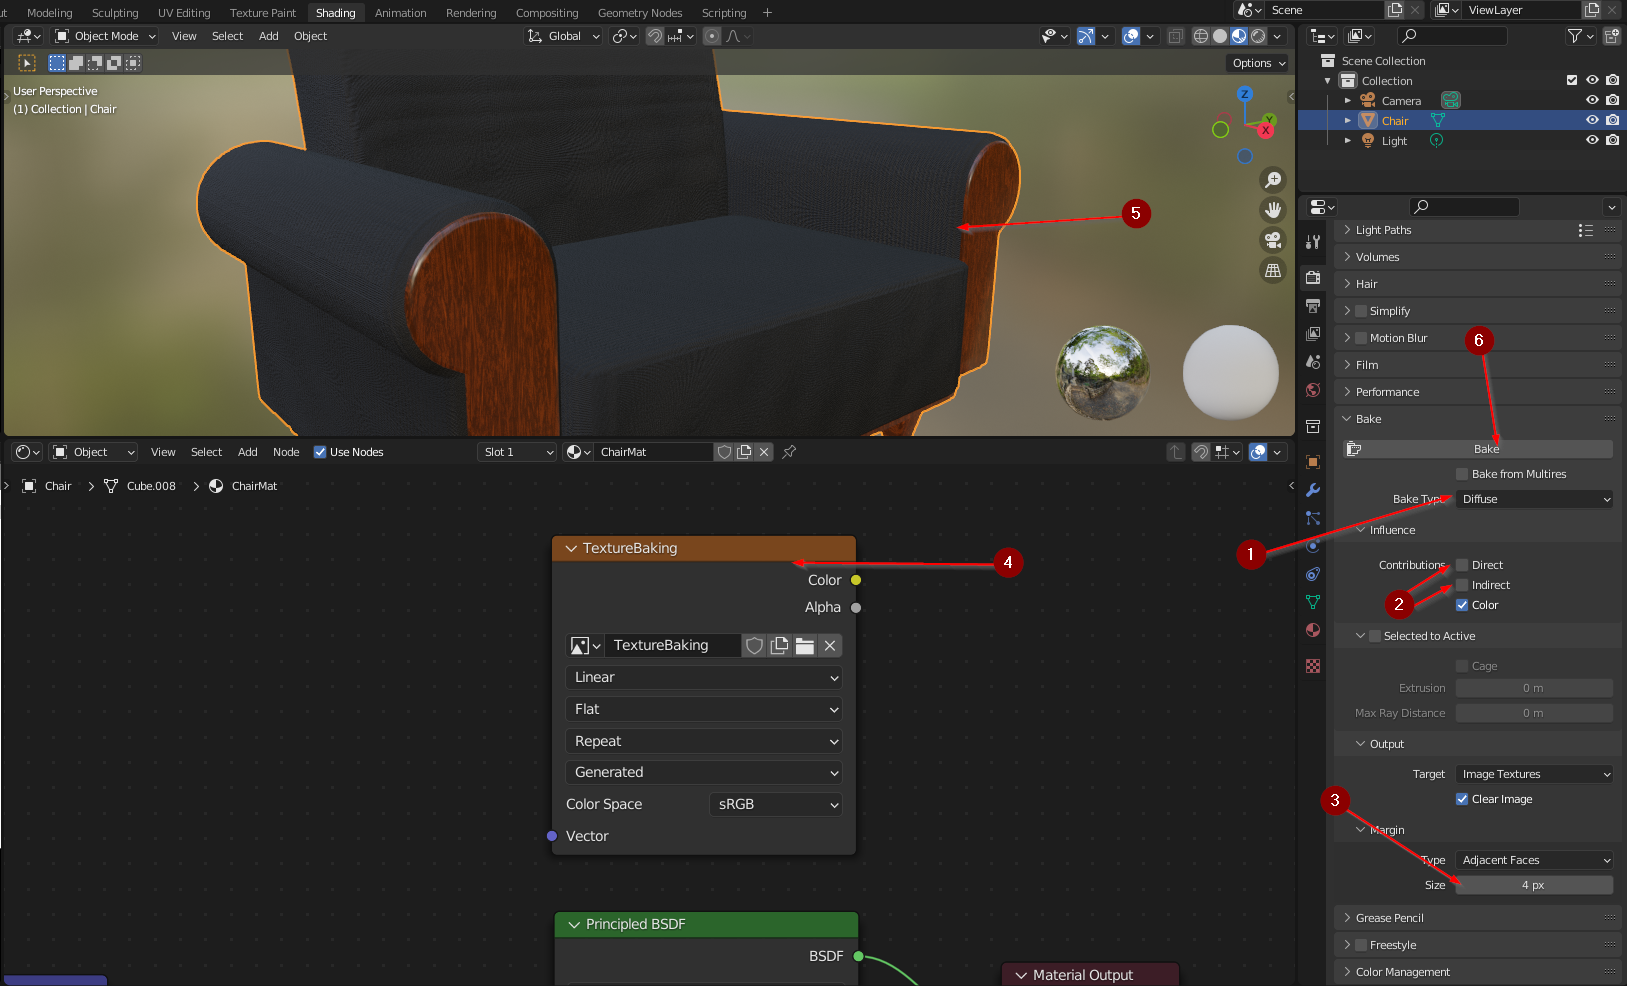 ut Modeling Sculpting UV Editing Texture Paint Shading Animation Rendering Compositing Geometry Nodes Scripting +
Scene
ViewLayer
Object Mode View Select Add Object
Global
Options
User Perspective
(1) Collection | Chair
Z
Y
X
5
Object View Select Add Node Use Nodes
Slot 1
ChairMat
Chair > Cube.008 > ChairMat
TextureBaking
4
Color
Alpha
TextureBaking
Linear
Flat
Repeat
Generated
Color Space sRGB
Vector
Principled BSDF
BSDF
Material Output
Scene Collection
Collection
Camera
Chair
Light
Light Paths
Volumes
Hair
Simplify
Motion Blur
6
Film
Performance
Bake
Bake
Bake from Multires
Bake Type Diffuse
1
Influence
Contributions Direct
Indirect
2
Color
Selected to Active
Cage
Extrusion 0 m
Max Ray Distance 0 m
Output
Target Image Textures
Clear Image
3
Margin
Type Adjacent Faces
Size 4 px
Grease Pencil
Freestyle
Color Management